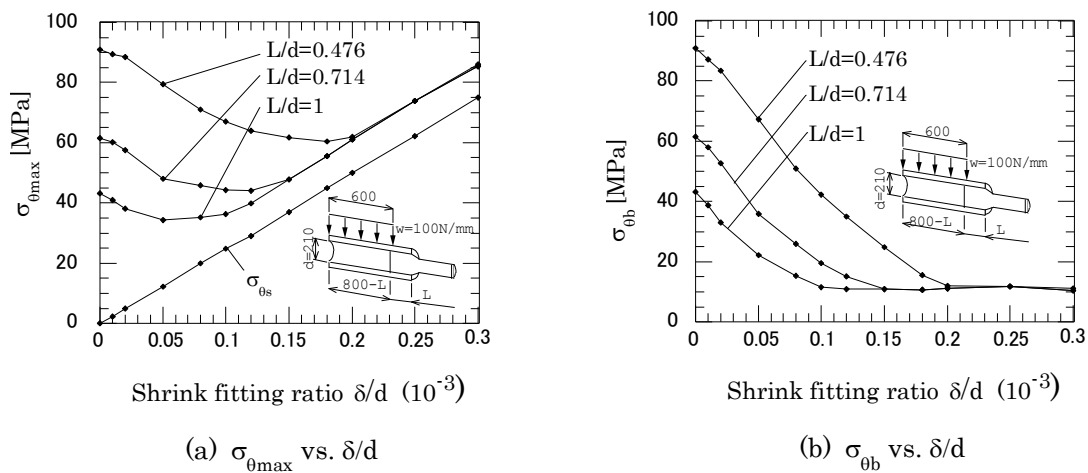 100
80
60
40
20
0
σθmax [MPa]
L/d=0.476
L/d=0.714
L/d=1
σθs
600
w=100N/mm
d=210
800-L
L
0 0.05 0.1 0.15 0.2 0.25 0.3
Shrink fitting ratio δ/d (10-3)
(a) σθmax vs. δ/d
100
80
60
40
20
0
σθb [MPa]
L/d=0.476
L/d=0.714
L/d=1
600
w=100N/mm
d=210
800-L
L
0 0.05 0.1 0.15 0.2 0.25 0.3
Shrink fitting ratio δ/d (10-3)
(b) σθb vs. δ/d